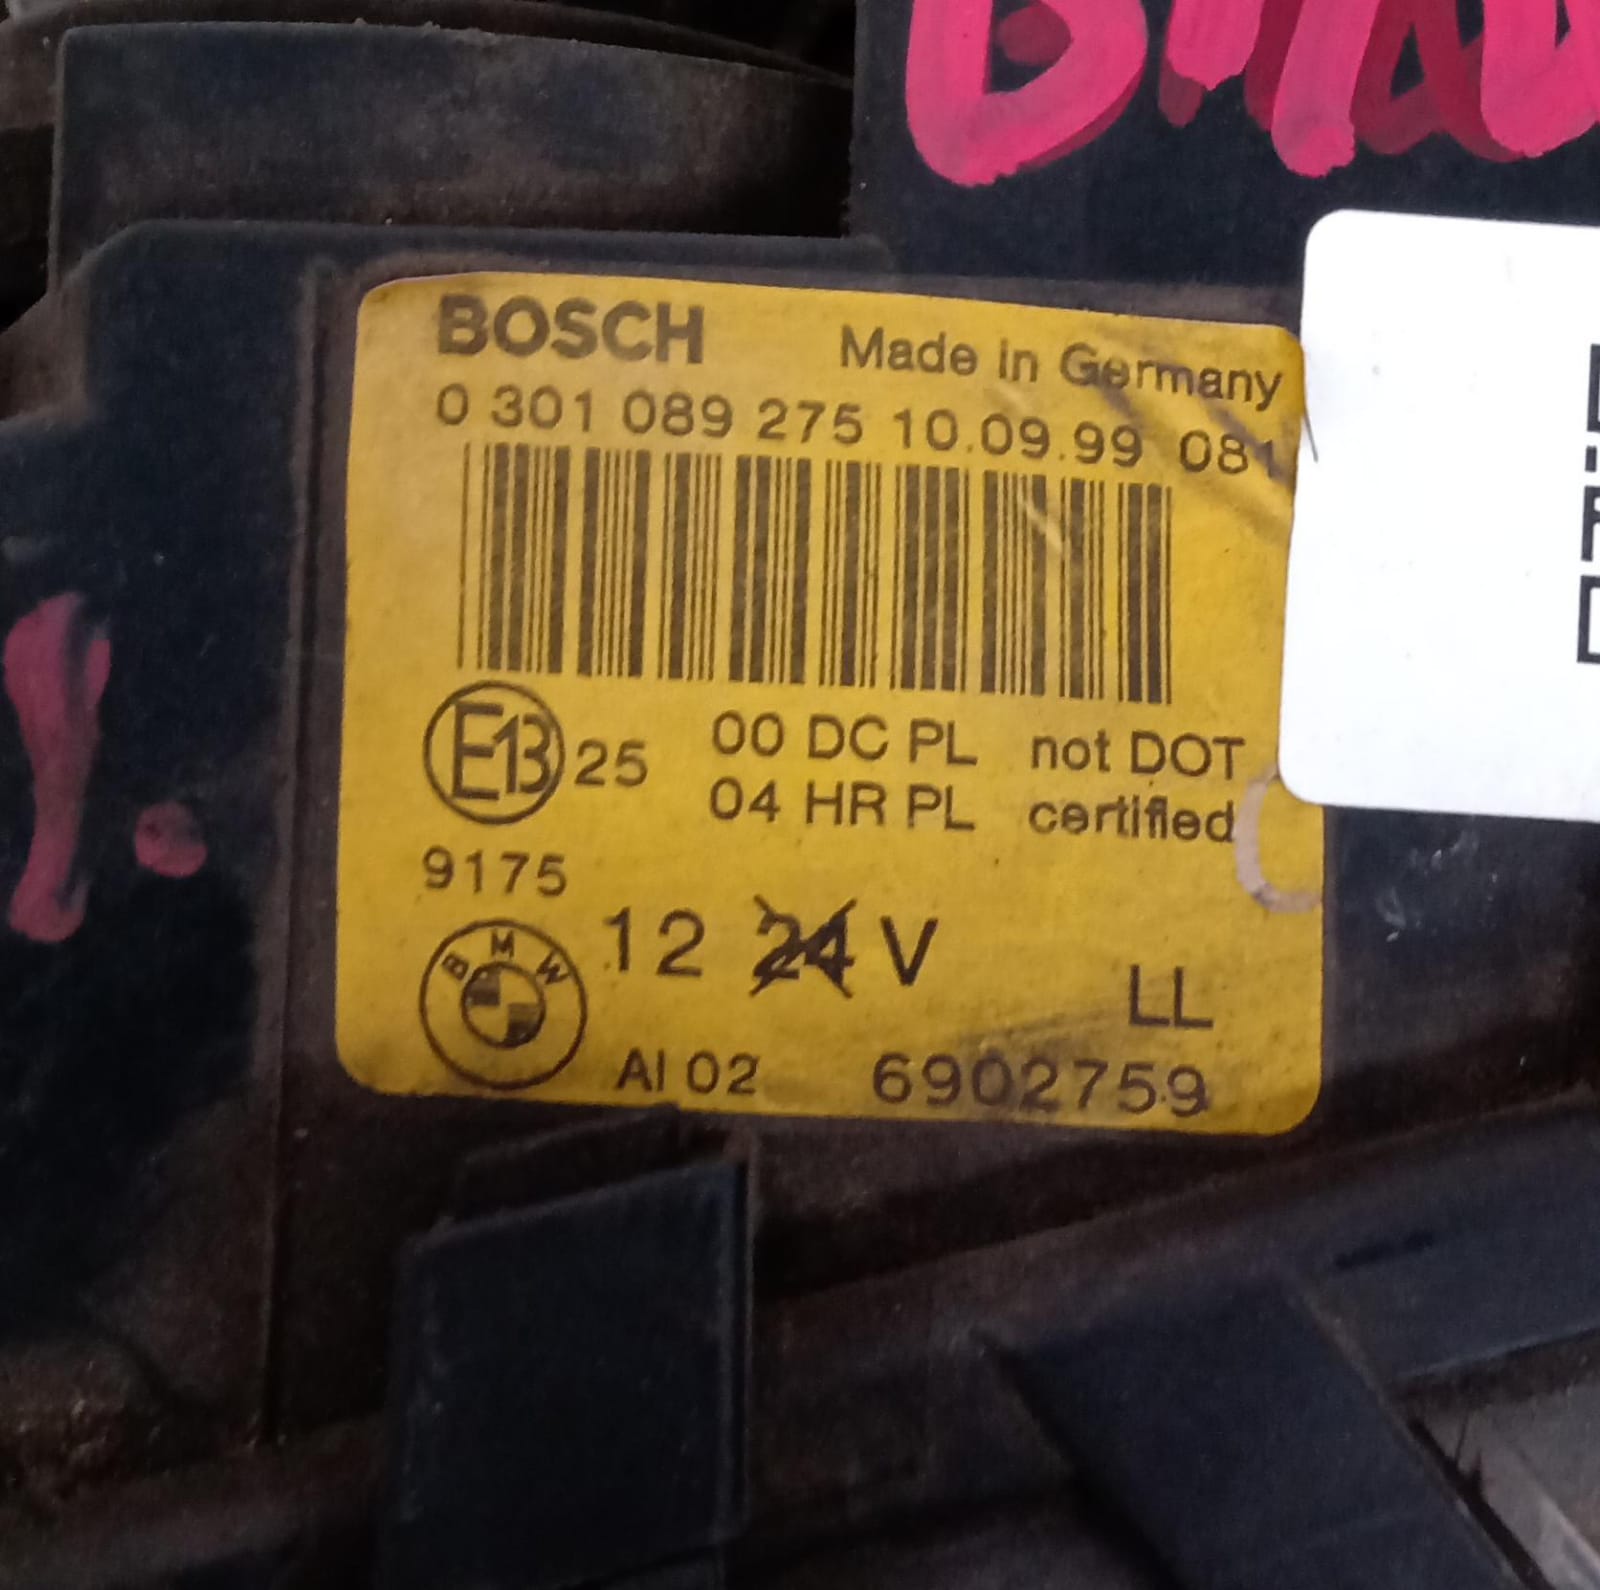 BOSCH Made in Germany
0 301 089 275 10.09.99 081
E13 25 00 DC PL not DOT
04 HR PL certified
9175
BMW 12 24 V
LL
AI 02 6902759